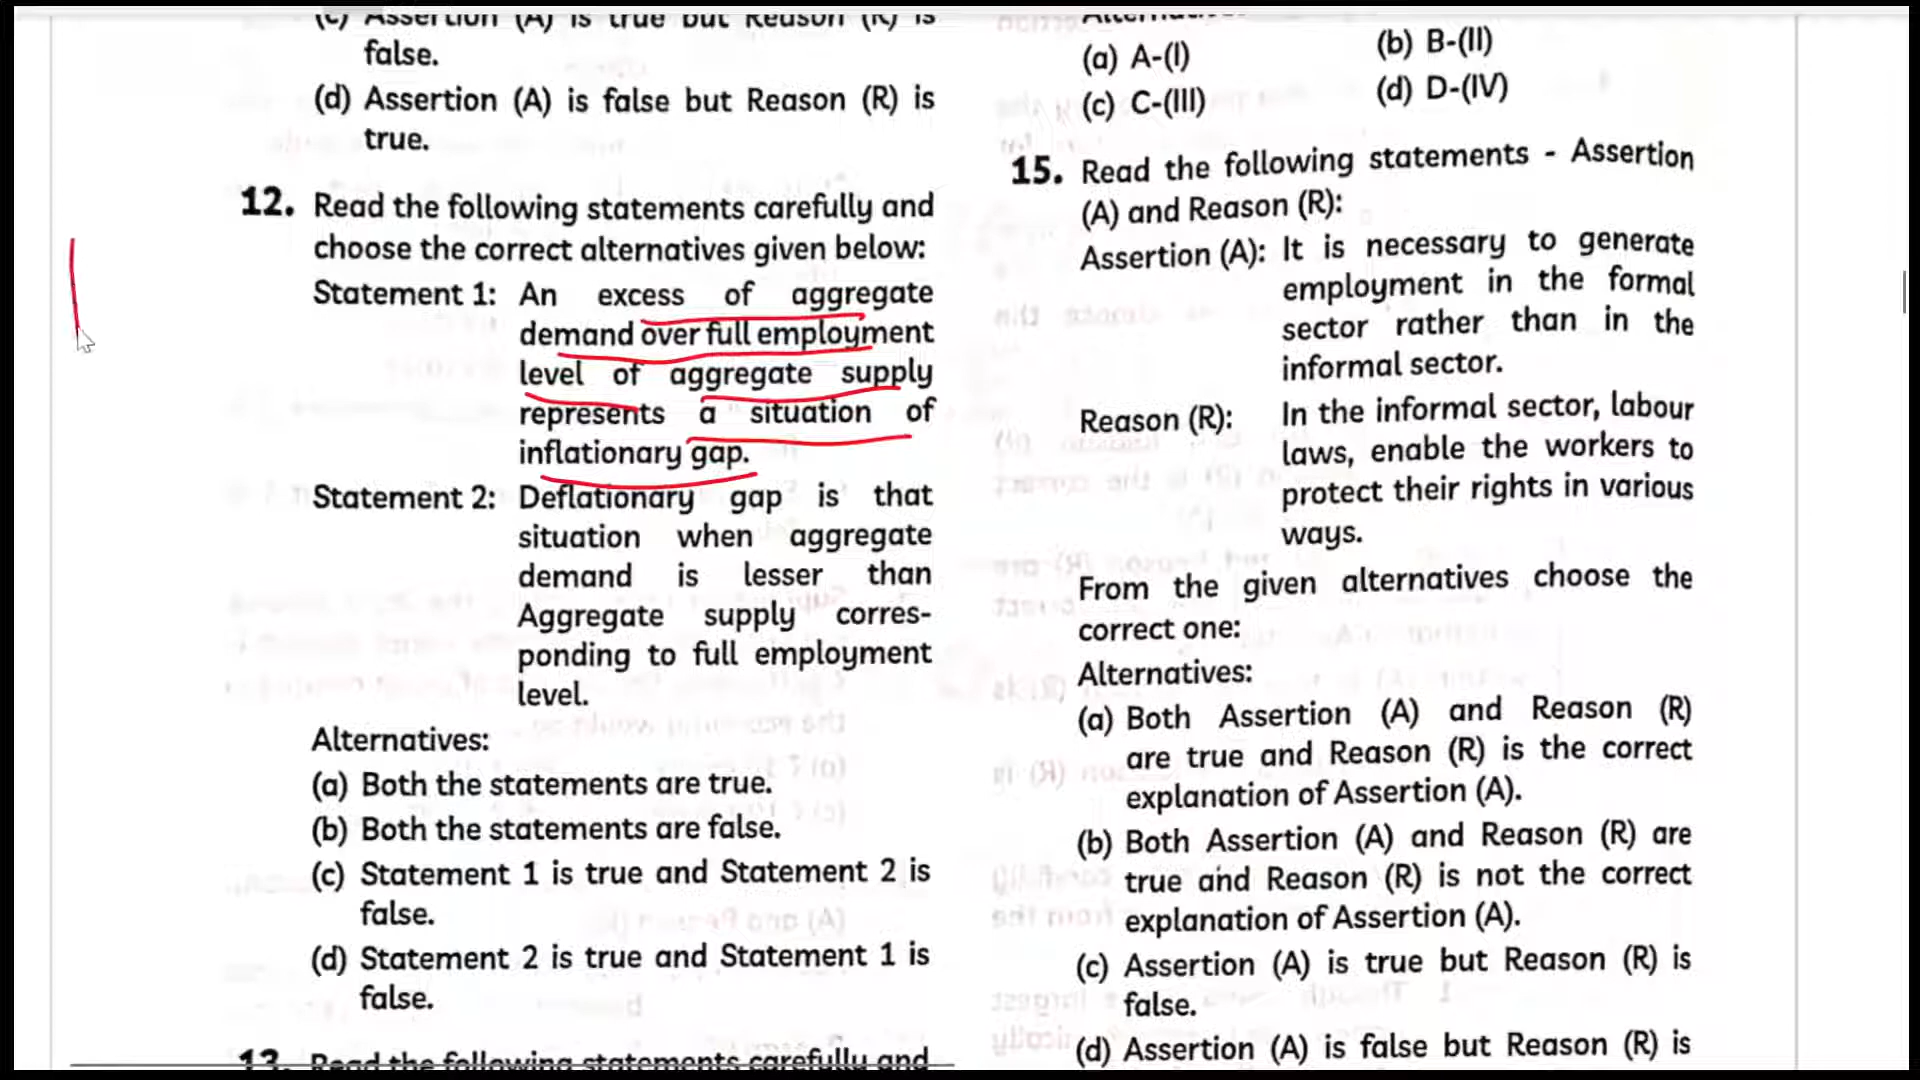 (c) Assertion (A) is true but Reason (R) is
false.
(d) Assertion (A) is false but Reason (R) is
true.
12. Read the following statements carefully and
choose the correct alternatives given below:
Statement 1: An excess of aggregate
demand over full employment
level of aggregate supply
represents a situation of
inflationary gap.
Statement 2: Deflationary gap is that
situation when aggregate
demand is lesser than
Aggregate supply corres-
ponding to full employment
level.
Alternatives:
(a) Both the statements are true.
(b) Both the statements are false.
(c) Statement 1 is true and Statement 2 is
false.
(d) Statement 2 is true and Statement 1 is
false.
13. Read the following statements carefully and
(a) A-(I) (b) B-(II)
(c) C-(III) (d) D-(IV)
15. Read the following statements - Assertion
(A) and Reason (R):
Assertion (A): It is necessary to generate
employment in the formal
sector rather than in the
informal sector.
Reason (R): In the informal sector, labour
laws, enable the workers to
protect their rights in various
ways.
From the given alternatives choose the
correct one:
Alternatives:
(a) Both Assertion (A) and Reason (R)
are true and Reason (R) is the correct
explanation of Assertion (A).
(b) Both Assertion (A) and Reason (R) are
true and Reason (R) is not the correct
explanation of Assertion (A).
(c) Assertion (A) is true but Reason (R) is
false.
(d) Assertion (A) is false but Reason (R) is